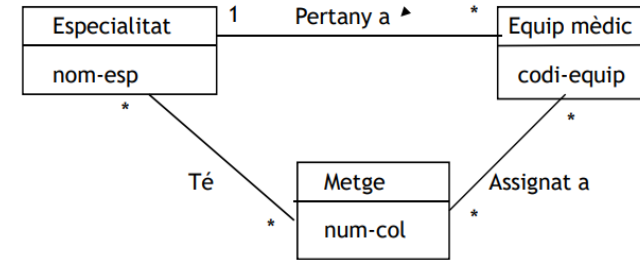 Especialitat
nom-esp
1
Pertany a
*
Equip mèdic
codi-equip
*
*
Té
*
Metge
num-col
Assignat a
*